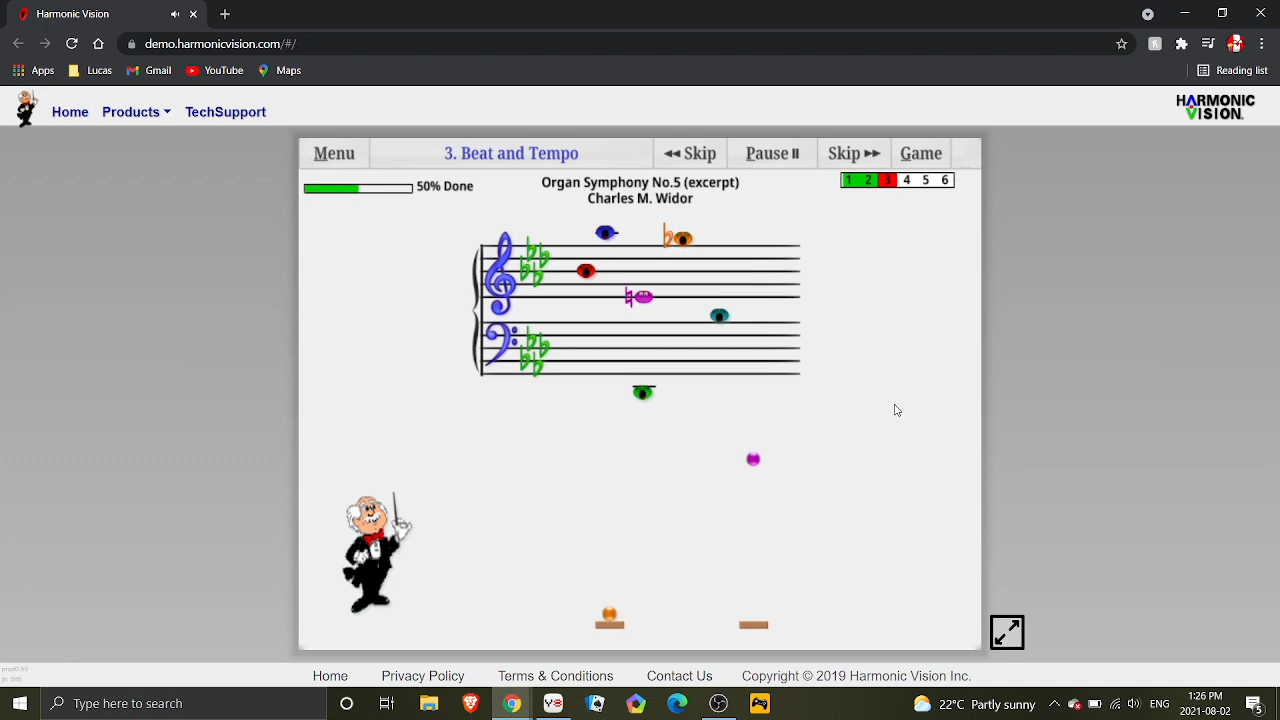 Harmonic Vision
demo.harmonicvision.com/#/
Apps Lucas Gmail YouTube Maps Reading list
Home Products TechSupport HARMONIC VISION
Menu 3. Beat and Tempo Skip Pause Skip Game
50% Done Organ Symphony No.5 (excerpt) 1 2 3 4 5 6
Charles M. Widor
Home Privacy Policy Terms & Conditions Contact Us Copyright © 2019 Harmonic Vision Inc.
Type here to search 22°C Partly sunny 1:26 PM
2021-08-02